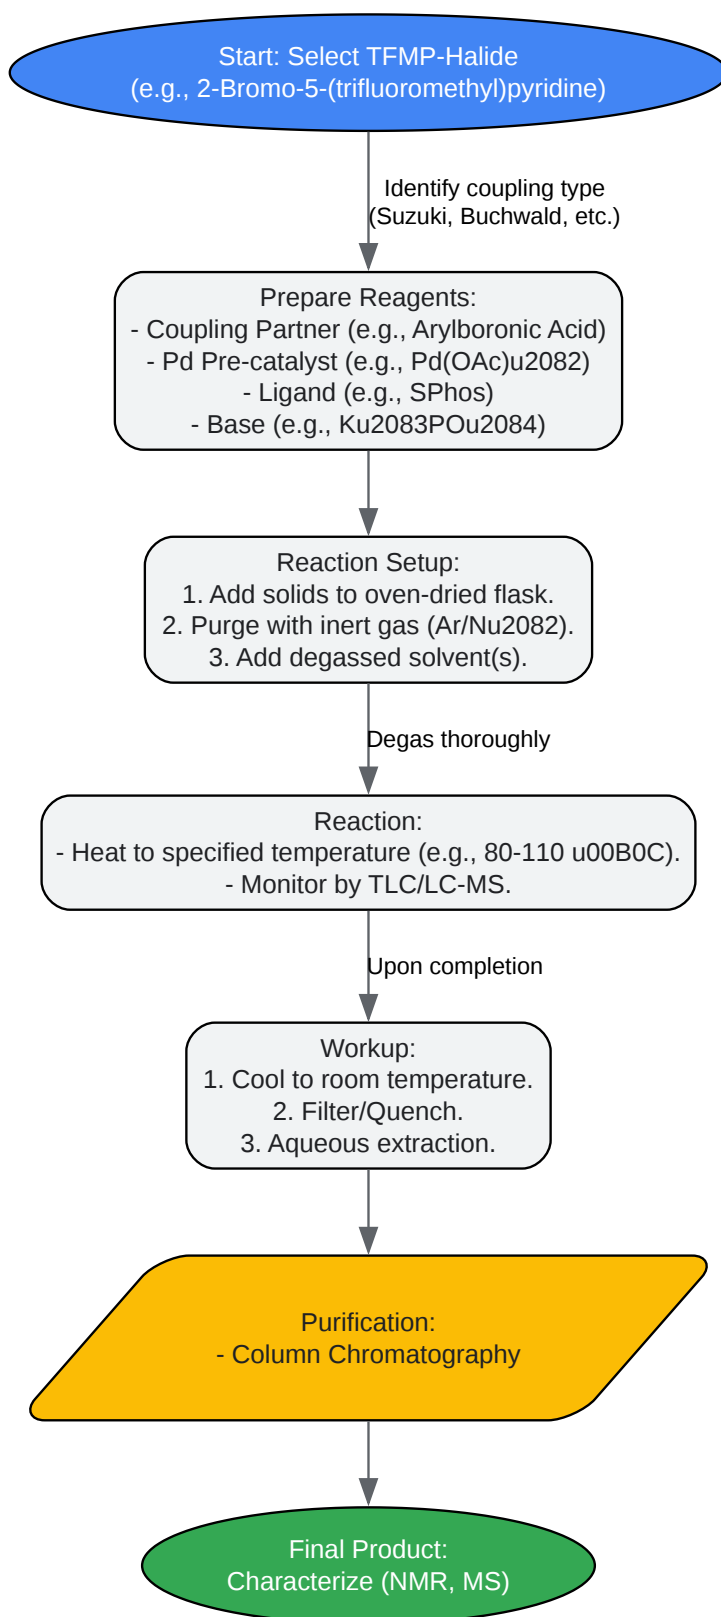 Start: Select TFMP-Halide
(e.g., 2-Bromo-5-(trifluoromethyl)pyridine)
Identify coupling type
(Suzuki, Buchwald, etc.)
Prepare Reagents:
- Coupling Partner (e.g., Arylboronic Acid)
- Pd Pre-catalyst (e.g., Pd(OAc)u2082)
- Ligand (e.g., SPhos)
- Base (e.g., Ku2083POu2084)
Reaction Setup:
1. Add solids to oven-dried flask.
2. Purge with inert gas (Ar/Nu2082).
3. Add degassed solvent(s).
Degas thoroughly
Reaction:
- Heat to specified temperature (e.g., 80-110 u00B0C).
- Monitor by TLC/LC-MS.
Upon completion
Workup:
1. Cool to room temperature.
2. Filter/Quench.
3. Aqueous extraction.
Purification:
- Column Chromatography
Final Product:
Characterize (NMR, MS)